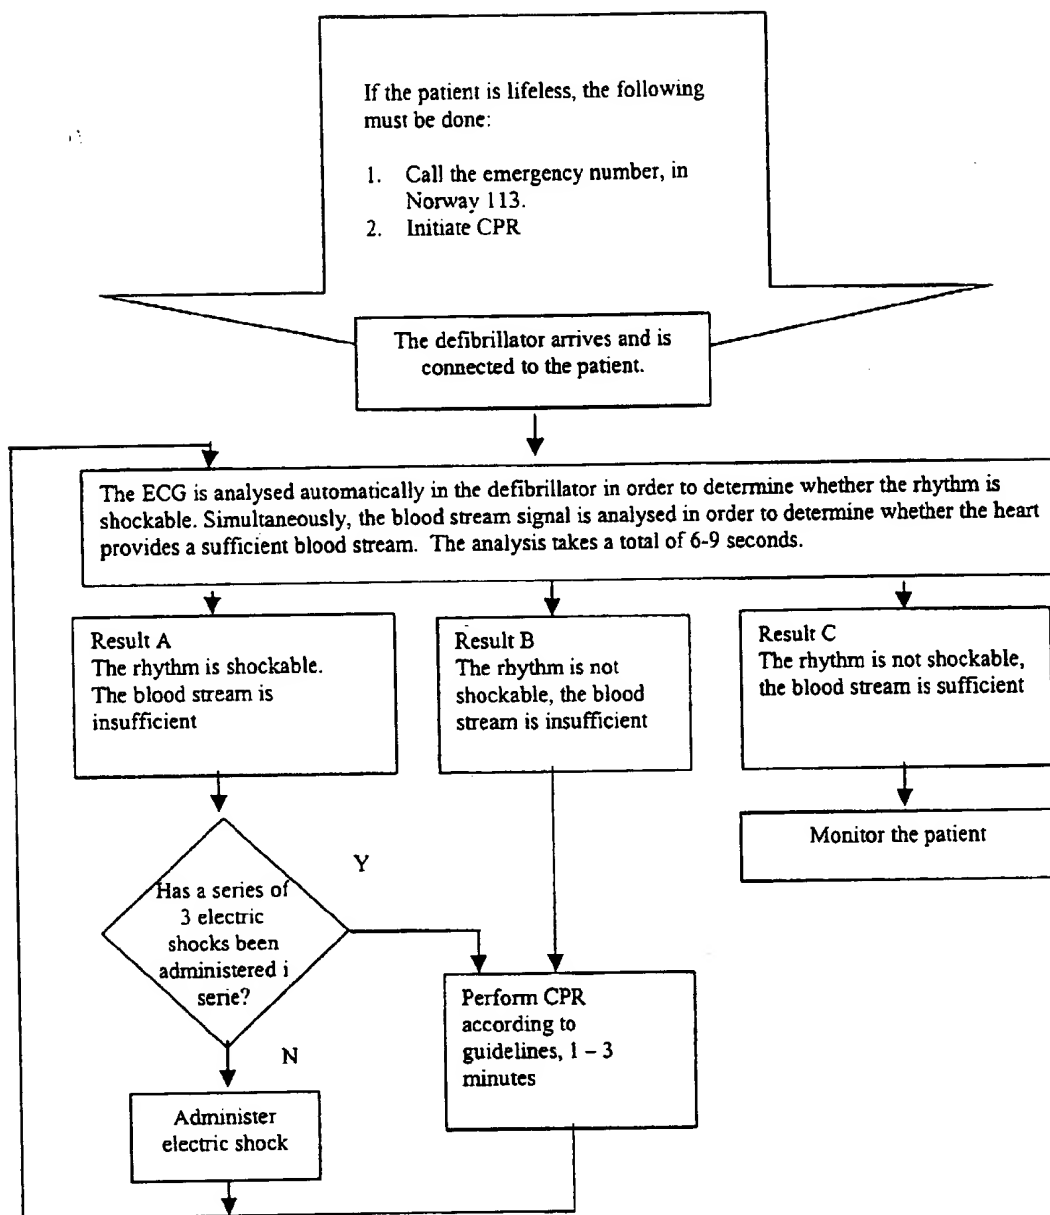 If the patient is lifeless, the following
must be done:
1. Call the emergency number, in
Norway 113.
2. Initiate CPR
The defibrillator arrives and is
connected to the patient.
The ECG is analysed automatically in the defibrillator in order to determine whether the rhythm is
shockable. Simultaneously, the blood stream signal is analysed in order to determine whether the heart
provides a sufficient blood stream. The analysis takes a total of 6-9 seconds.
Result A
The rhythm is shockable.
The blood stream is
insufficient
Result B
The rhythm is not
shockable, the blood
stream is insufficient
Result C
The rhythm is not shockable,
the blood stream is sufficient
Monitor the patient
Has a series of
3 electric
shocks been
administered i
serie?
Y
N
Perform CPR
according to
guidelines, 1 – 3
minutes
Administer
electric shock